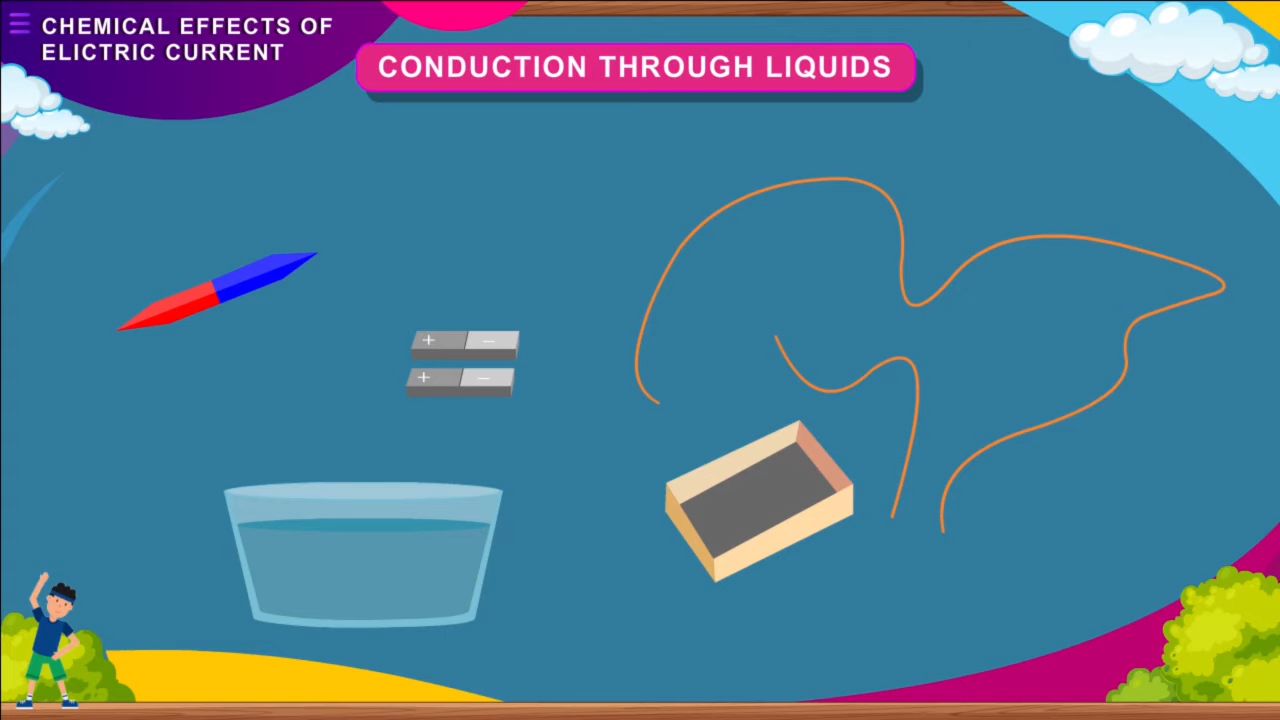 CHEMICAL EFFECTS OF
ELICTRIC CURRENT
CONDUCTION THROUGH LIQUIDS
+ −
+ −